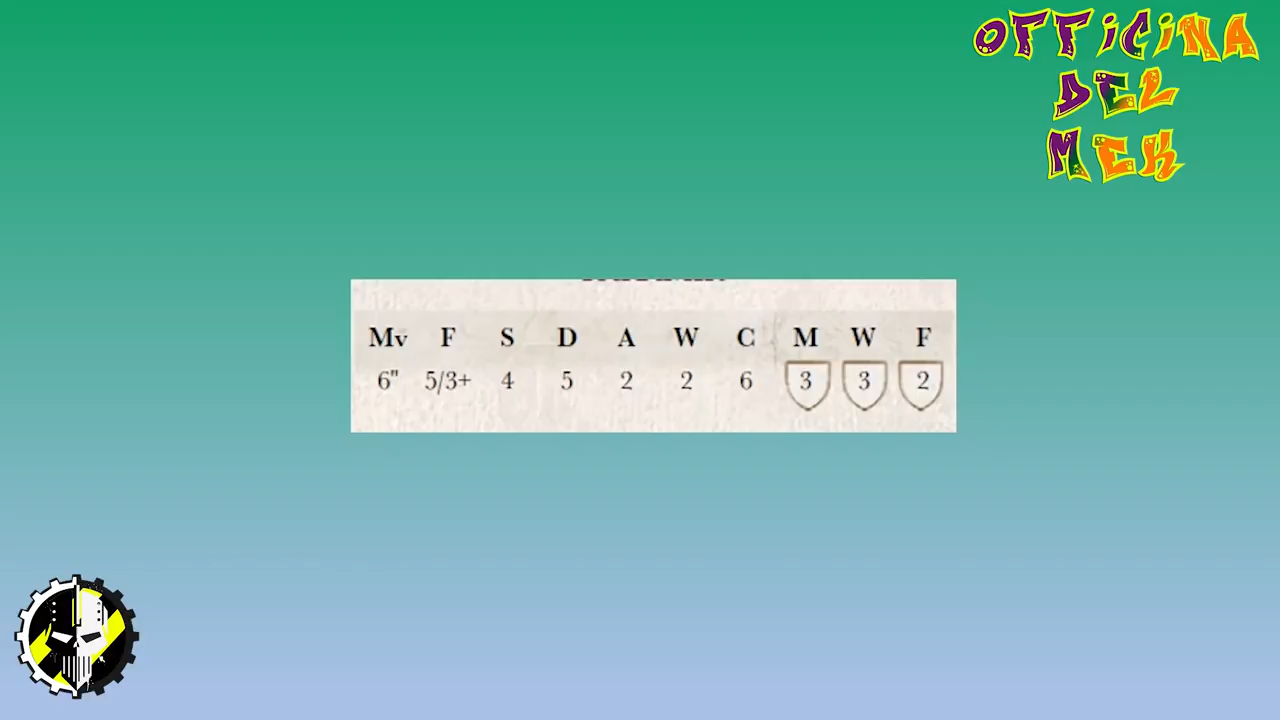 OFFICINA
DEL
MEK
Mv F S D A W C M W F
6" 5/3+ 4 5 2 2 6 3 3 2